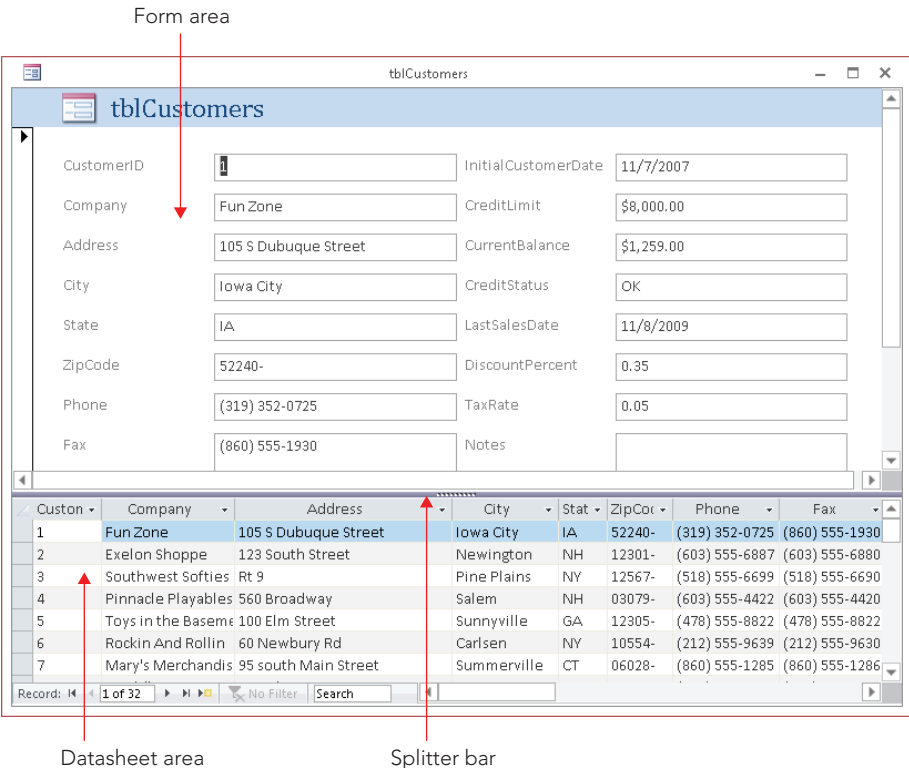 Form area
tblCustomers
tblCustomers
CustomerID 1 InitialCustomerDate 11/7/2007
Company Fun Zone CreditLimit $8,000.00
Address 105 S Dubuque Street CurrentBalance $1,259.00
City Iowa City CreditStatus OK
State IA LastSalesDate 11/8/2009
ZipCode 52240- DiscountPercent 0.35
Phone (319) 352-0725 TaxRate 0.05
Fax (860) 555-1930 Notes
Custon Company Address City Stat ZipCo Phone Fax
1 Fun Zone 105 S Dubuque Street Iowa City IA 52240- (319) 352-0725 (860) 555-1930
2 Exelon Shoppe 123 South Street Newington NH 12301- (603) 555-6887 (603) 555-6880
3 Southwest Softies Rt 9 Pine Plains NY 12567- (518) 555-6699 (518) 555-6690
4 Pinnacle Playables 560 Broadway Salem NH 03079- (603) 555-4422 (603) 555-4420
5 Toys in the Baseme 100 Elm Street Sunnyville GA 12305- (478) 555-8822 (478) 555-8822
6 Rockin And Rollin 60 Newbury Rd Carlsen NY 10554- (212) 555-9639 (212) 555-9630
7 Mary's Merchandis 95 south Main Street Summerville CT 06028- (860) 555-1285 (860) 555-1286
Record: 1 of 32 No Filter Search
Datasheet area Splitter bar